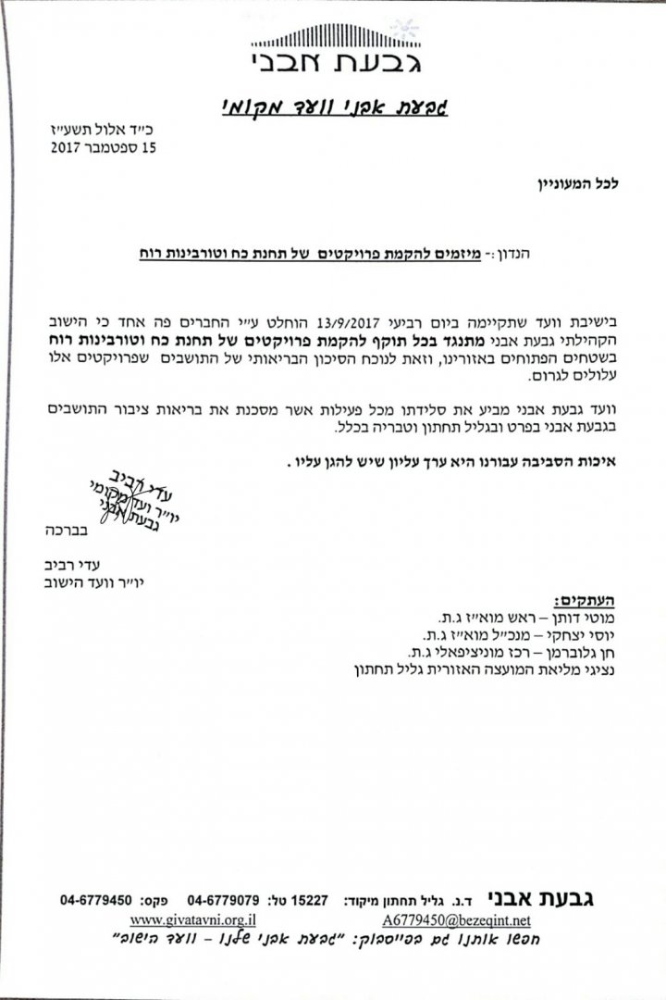 גבעת אבני
גבעת אבני וועד מקומי
כ״ד אלול תשע״ז
15 ספטמבר 2017
לכל המעוניין
הנדון :- מיזמים להקמת פרויקטים של תחנת כח וטורבינות רוח
בישיבת וועד שתקיימה ביום רביעי 13/9/2017 הוחלט ע״י החברים פה אחד כי הישוב
הקהילתי גבעת אבני מתנגד בכל תוקף להקמת פרויקטים של תחנת כח וטורבינות רוח
בשטחים הפתוחים באזורינו, וזאת לנוכח הסיכון הבריאותי של התושבים שפרויקטים אלו
עלולים לגרום.
וועד גבעת אבני מביע את סלידתו מכל פעילות אשר מסכנת את בריאות ציבור התושבים
בגבעת אבני בפרט ובגליל תחתון וטבריה בכלל.
איכות הסביבה עבורנו היא ערך עליון שיש להגן עליו .
עדי רביב
יו״ר ועד מקומי
גבעת אבני
בברכה
עדי רביב
יו״ר וועד הישוב
העתקים:
מוטי דותן – ראש מוא״ז ג.ת.
יוסי יצחקי – מנכ״ל מוא״ז ג.ת.
חן גלוברמן – רכז מוניציפאלי ג.ת.
נציגי מליאת המועצה האזורית גליל תחתון
גבעת אבני ד.נ. גליל תחתון מיקוד: 15227 טל: 04-6779079 פקס: 04-6779450
A6779450@bezeqint.net www.givatavni.org.il
חפשו אותנו גם בפייסבוק: "גבעת אבני שלנו – וועד הישוב"